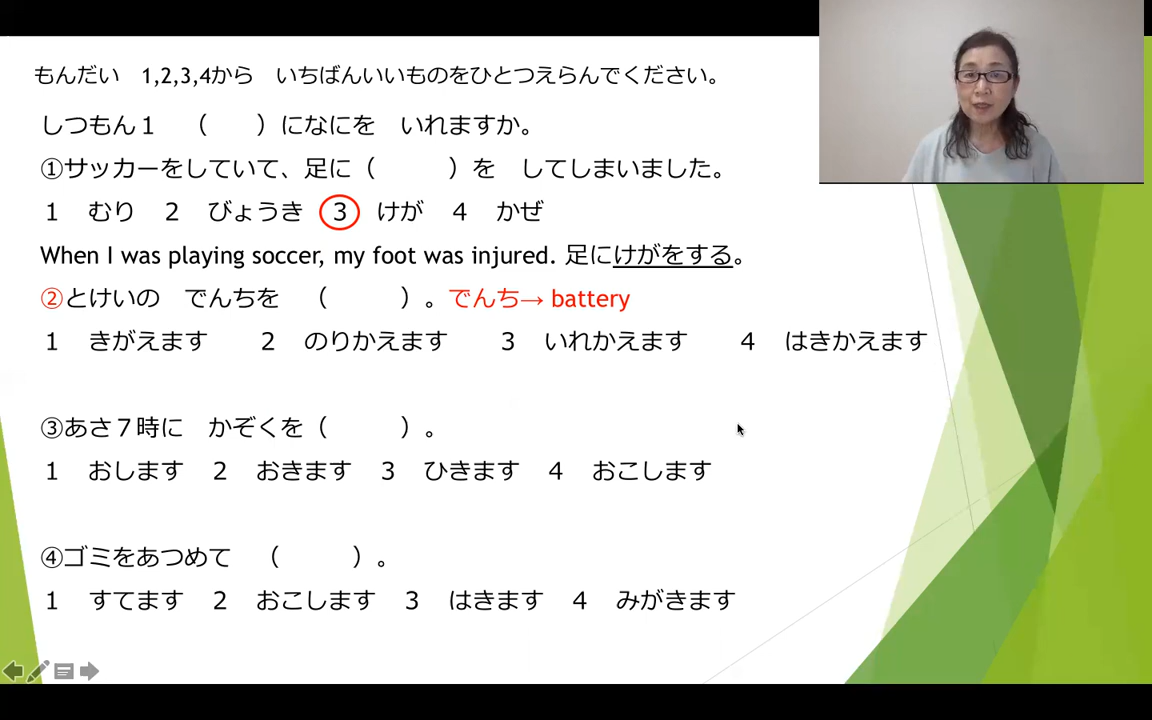 もんだい　1,2,3,4から　いちばんいいものをひとつえらんでください。
しつもん１　（　　）になにを　いれますか。
①サッカーをしていて、足に（　　　）を　してしまいました。
１　むり　２　びょうき　３　けが　４　かぜ
When I was playing soccer, my foot was injured. 足にけがをする。
②とけいの　でんちを　（　　　）。でんち→ battery
１　きがえます　　２　のりかえます　　３　いれかえます　　４　はきかえます
③あさ７時に　かぞくを（　　　）。
１　おします　２　おきます　３　ひきます　４　おこします
④ゴミをあつめて　（　　　）。
１　すてます　２　おこします　３　はきます　４　みがきます